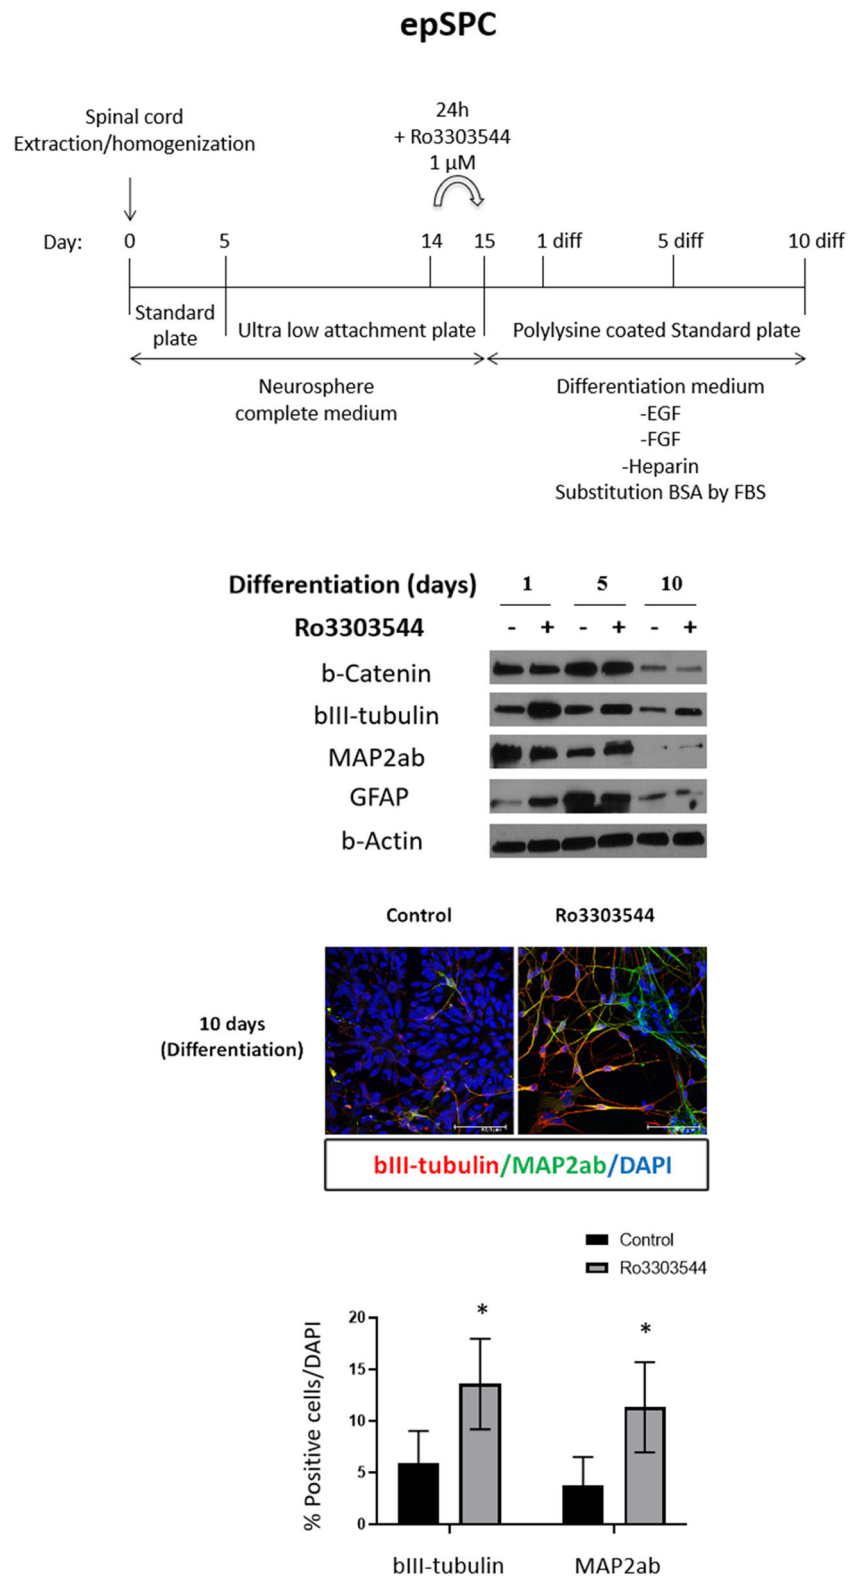 epSPC
Spinal cord
Extraction/homogenization
24h
+ Ro3303544
1 µM
Day: 0 5 14 15 1 diff 5 diff 10 diff
Standard
plate
Ultra low attachment plate
Polylysine coated Standard plate
Neurosphere
complete medium
Differentiation medium
-EGF
-FGF
-Heparin
Substitution BSA by FBS
Differentiation (days) 1 5 10
Ro3303544 - + - + - +
b-Catenin
bIII-tubulin
MAP2ab
GFAP
b-Actin
Control Ro3303544
10 days
(Differentiation)
bIII-tubulin/MAP2ab/DAPI
Control
Ro3303544
% Positive cells/DAPI
20
15
10
5
0
* *
bIII-tubulin MAP2ab